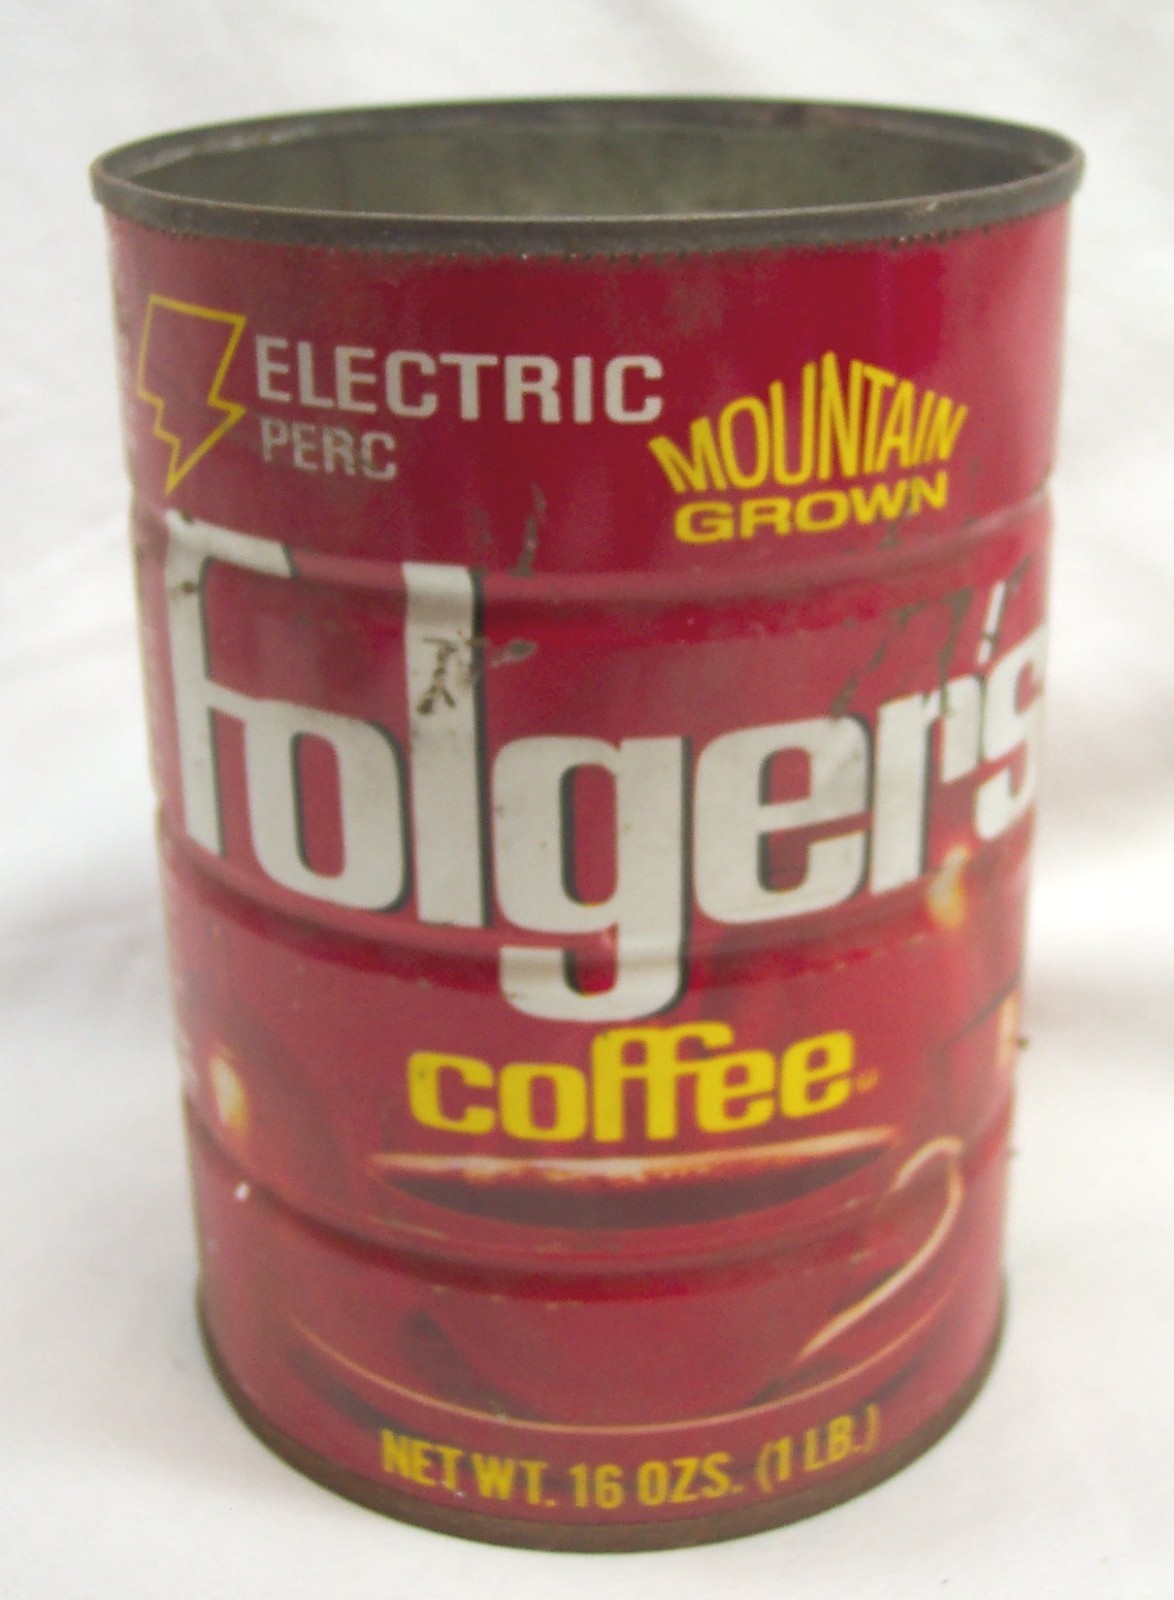 ELECTRIC
PERC
MOUNTAIN
GROWN
Folger's
coffee
NET WT. 16 OZS. (1 LB.)